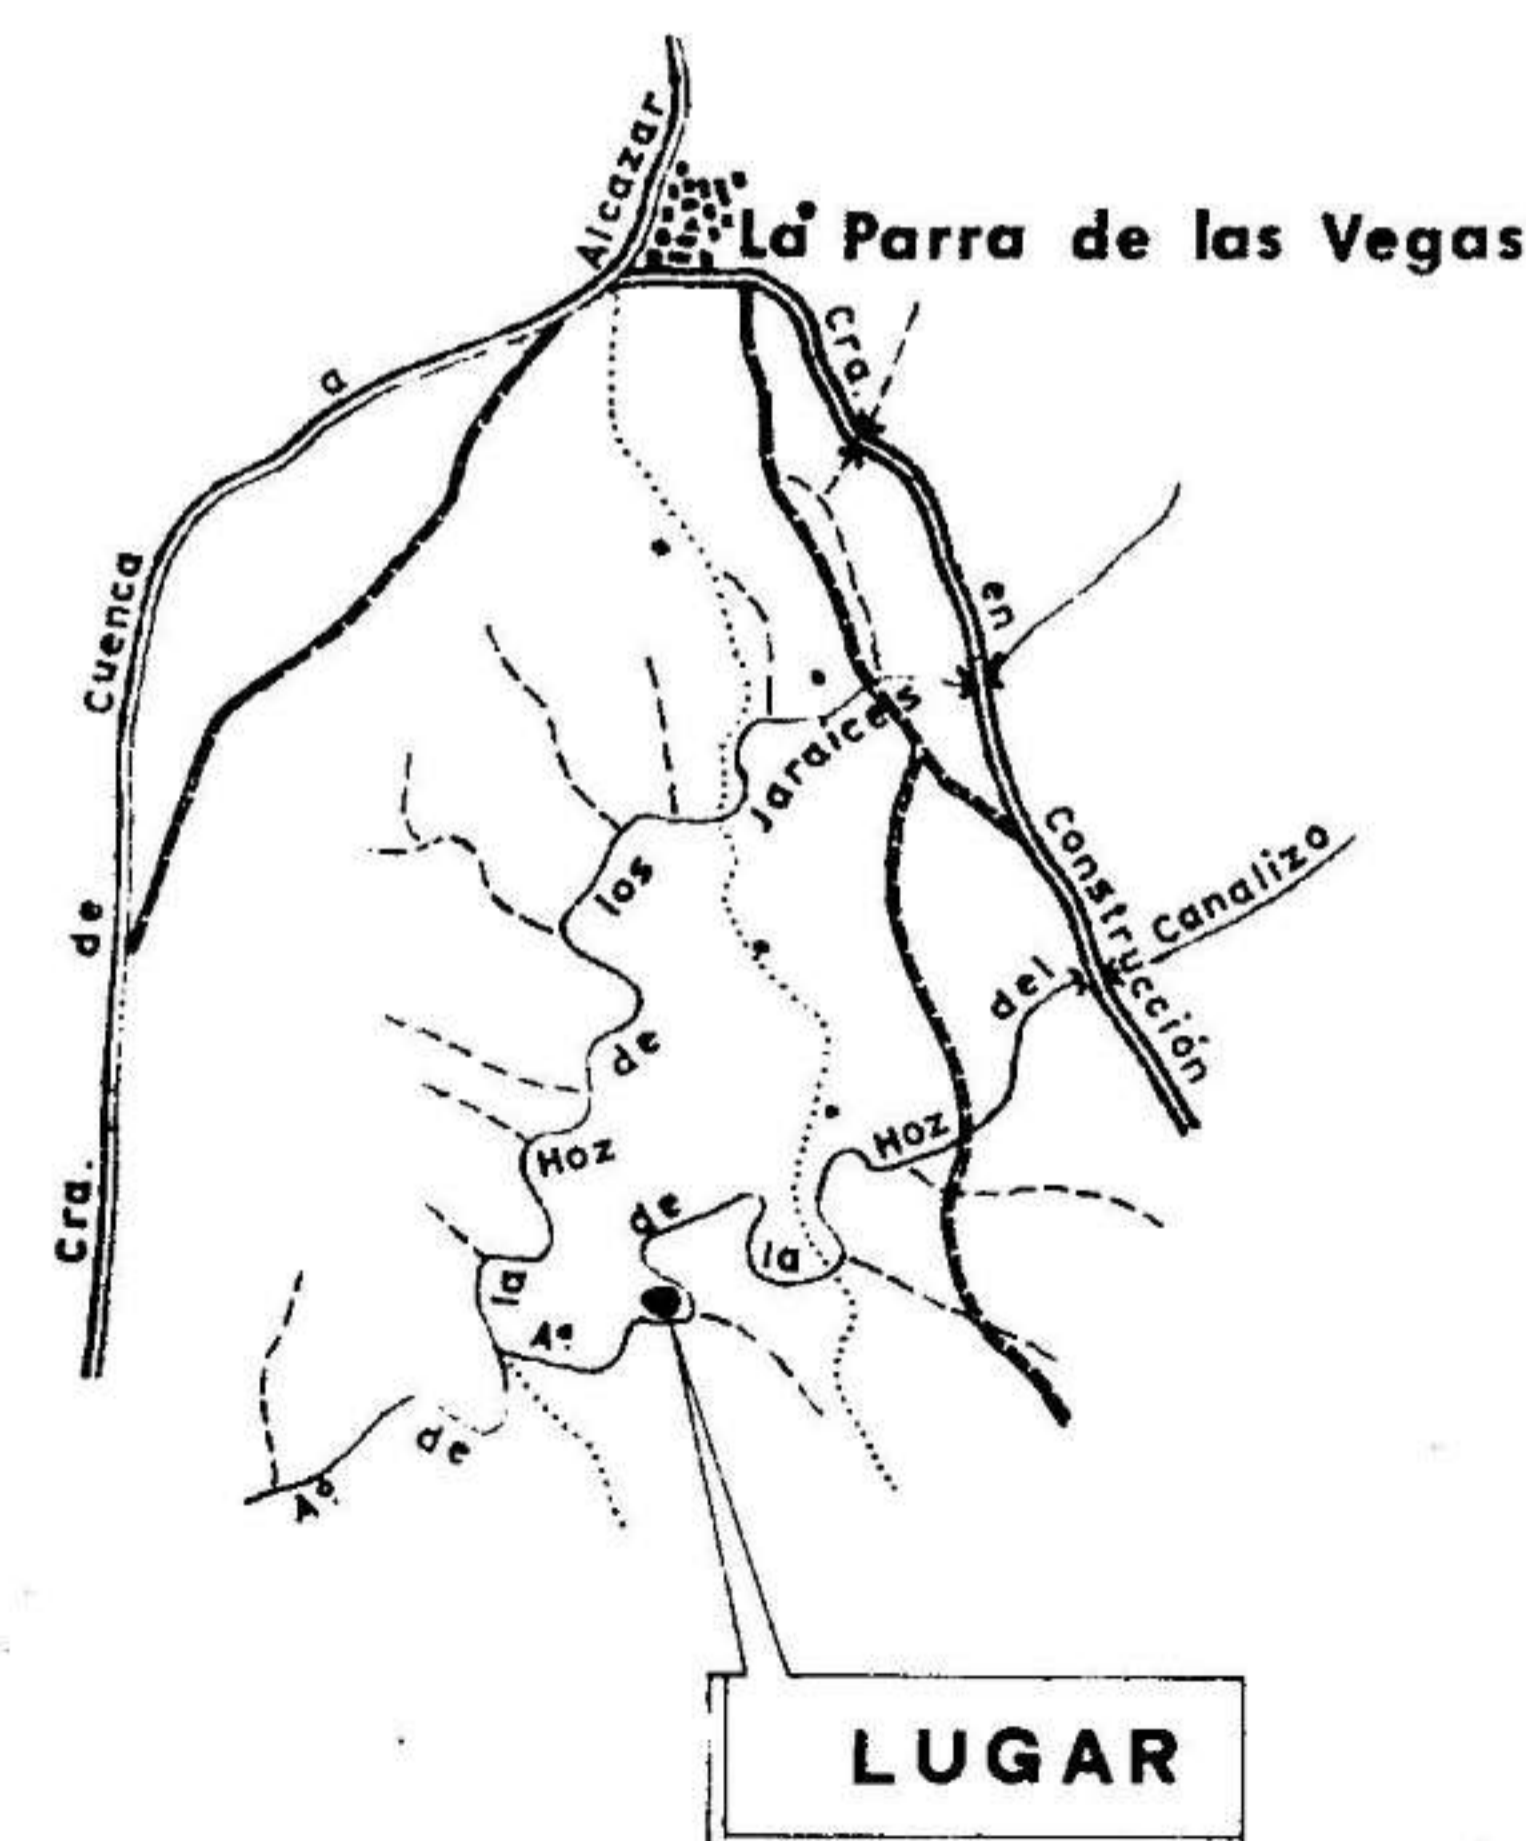 Cra. de Cuenca a Alcazar
La Parra de las Vegas
Cra. en Construcción
Aº. de la Hoz de los Jaraices
Aº de la Hoz del Canalizo
LUGAR